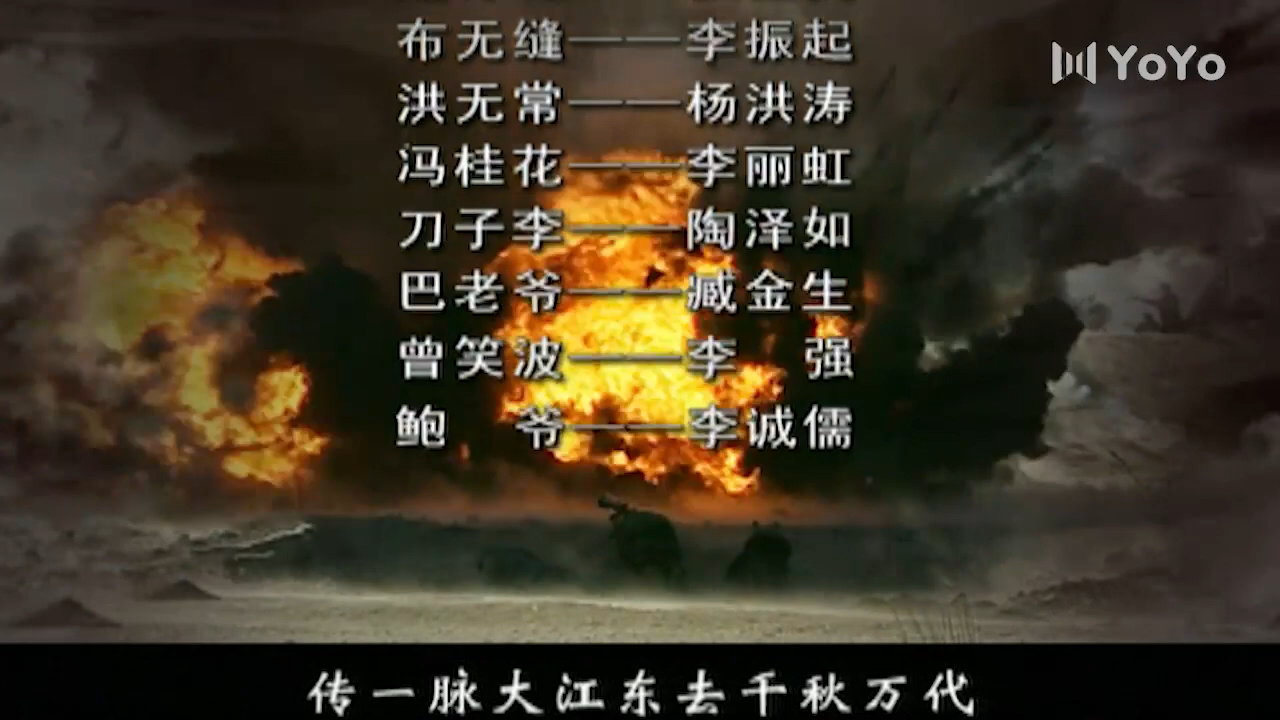 布无缝——李振起
YoYo
洪无常——杨洪涛
冯桂花——李丽虹
刀子李——陶泽如
巴老爷——臧金生
曾笑波——李 强
鲍 爷——李诚儒
传一脉大江东去千秋万代